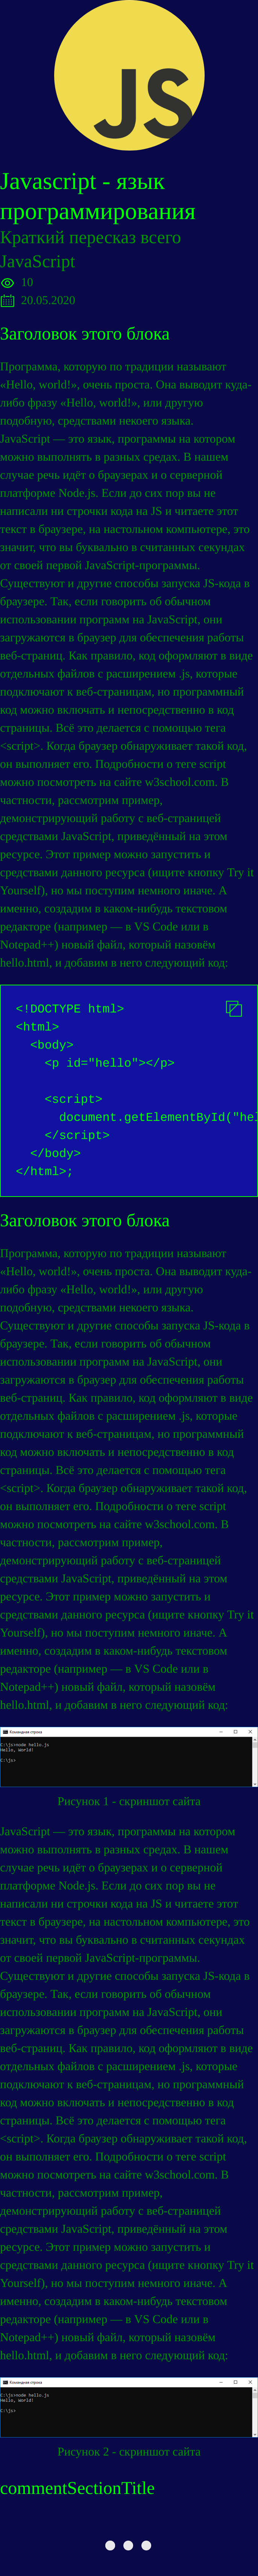 JS
Javascript - язык
программирования
Краткий пересказ всего
JavaScript
10
20.05.2020
Заголовок этого блока
Программа, которую по традиции называют
«Hello, world!», очень проста. Она выводит куда-
либо фразу «Hello, world!», или другую
подобную, средствами некоего языка.
JavaScript — это язык, программы на котором
можно выполнять в разных средах. В нашем
случае речь идёт о браузерах и о серверной
платформе Node.js. Если до сих пор вы не
написали ни строчки кода на JS и читаете этот
текст в браузере, на настольном компьютере, это
значит, что вы буквально в считанных секундах
от своей первой JavaScript-программы.
Существуют и другие способы запуска JS-кода в
браузере. Так, если говорить об обычном
использовании программ на JavaScript, они
загружаются в браузер для обеспечения работы
веб-страниц. Как правило, код оформляют в виде
отдельных файлов с расширением .js, которые
подключают к веб-страницам, но программный
код можно включать и непосредственно в код
страницы. Всё это делается с помощью тега
<script>. Когда браузер обнаруживает такой код,
он выполняет его. Подробности о теге script
можно посмотреть на сайте w3school.com. В
частности, рассмотрим пример,
демонстрирующий работу с веб-страницей
средствами JavaScript, приведённый на этом
ресурсе. Этот пример можно запустить и
средствами данного ресурса (ищите кнопку Try it
Yourself), но мы поступим немного иначе. А
именно, создадим в каком-нибудь текстовом
редакторе (например — в VS Code или в
Notepad++) новый файл, который назовём
hello.html, и добавим в него следующий код:
<!DOCTYPE html>
<html>
<body>
<p id="hello"></p>
<script>
document.getElementById("hel
</script>
</body>
</html>;
Заголовок этого блока
Программа, которую по традиции называют
«Hello, world!», очень проста. Она выводит куда-
либо фразу «Hello, world!», или другую
подобную, средствами некоего языка.
Существуют и другие способы запуска JS-кода в
браузере. Так, если говорить об обычном
использовании программ на JavaScript, они
загружаются в браузер для обеспечения работы
веб-страниц. Как правило, код оформляют в виде
отдельных файлов с расширением .js, которые
подключают к веб-страницам, но программный
код можно включать и непосредственно в код
страницы. Всё это делается с помощью тега
<script>. Когда браузер обнаруживает такой код,
он выполняет его. Подробности о теге script
можно посмотреть на сайте w3school.com. В
частности, рассмотрим пример,
демонстрирующий работу с веб-страницей
средствами JavaScript, приведённый на этом
ресурсе. Этот пример можно запустить и
средствами данного ресурса (ищите кнопку Try it
Yourself), но мы поступим немного иначе. А
именно, создадим в каком-нибудь текстовом
редакторе (например — в VS Code или в
Notepad++) новый файл, который назовём
hello.html, и добавим в него следующий код:
Командная строка
C:\js>node hello.js
Hello, World!
C:\js>
Рисунок 1 - скриншот сайта
JavaScript — это язык, программы на котором
можно выполнять в разных средах. В нашем
случае речь идёт о браузерах и о серверной
платформе Node.js. Если до сих пор вы не
написали ни строчки кода на JS и читаете этот
текст в браузере, на настольном компьютере, это
значит, что вы буквально в считанных секундах
от своей первой JavaScript-программы.
Существуют и другие способы запуска JS-кода в
браузере. Так, если говорить об обычном
использовании программ на JavaScript, они
загружаются в браузер для обеспечения работы
веб-страниц. Как правило, код оформляют в виде
отдельных файлов с расширением .js, которые
подключают к веб-страницам, но программный
код можно включать и непосредственно в код
страницы. Всё это делается с помощью тега
<script>. Когда браузер обнаруживает такой код,
он выполняет его. Подробности о теге script
можно посмотреть на сайте w3school.com. В
частности, рассмотрим пример,
демонстрирующий работу с веб-страницей
средствами JavaScript, приведённый на этом
ресурсе. Этот пример можно запустить и
средствами данного ресурса (ищите кнопку Try it
Yourself), но мы поступим немного иначе. А
именно, создадим в каком-нибудь текстовом
редакторе (например — в VS Code или в
Notepad++) новый файл, который назовём
hello.html, и добавим в него следующий код:
Командная строка
C:\js>node hello.js
Hello, World!
C:\js>
Рисунок 2 - скриншот сайта
commentSectionTitle